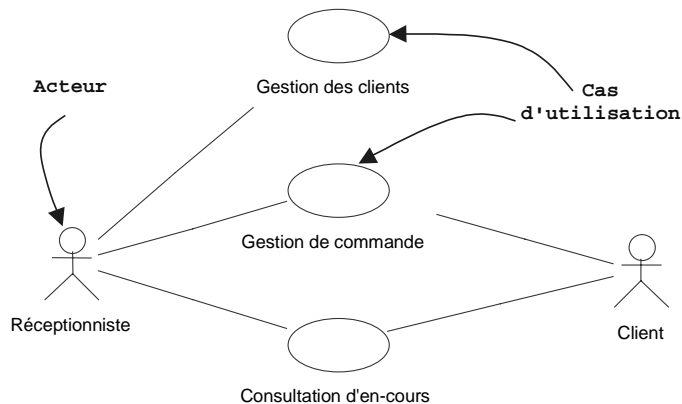 Gestion des clients
Acteur
Cas
d'utilisation
Gestion de commande
Réceptionniste
Client
Consultation d'en-cours